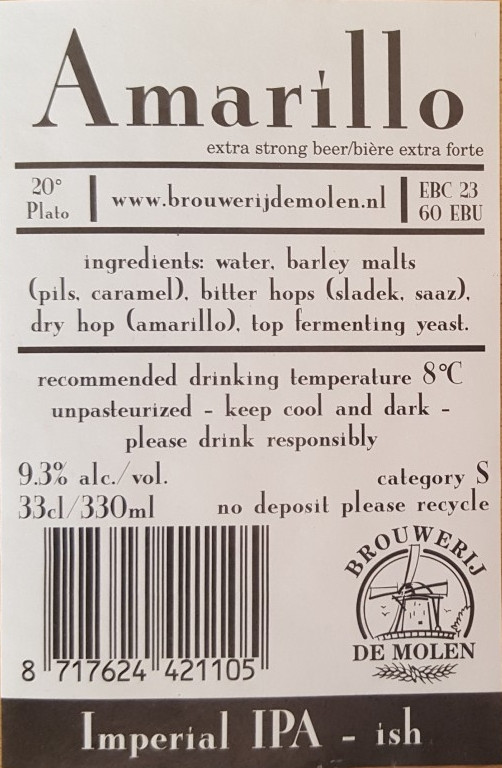 Amarillo
extra strong beer/bière extra forte
20°
Plato
www.brouwerijdemolen.nl
EBC 23
60 EBU
ingredients: water, barley malts
(pils, caramel), bitter hops (sladek, saaz),
dry hop (amarillo), top fermenting yeast.
recommended drinking temperature 8°C
unpasteurized - keep cool and dark -
please drink responsibly
9.3% alc./vol.
category S
33cl/330ml
no deposit please recycle
BROUWERIJ
DE MOLEN
8 717624 421105
Imperial IPA - ish